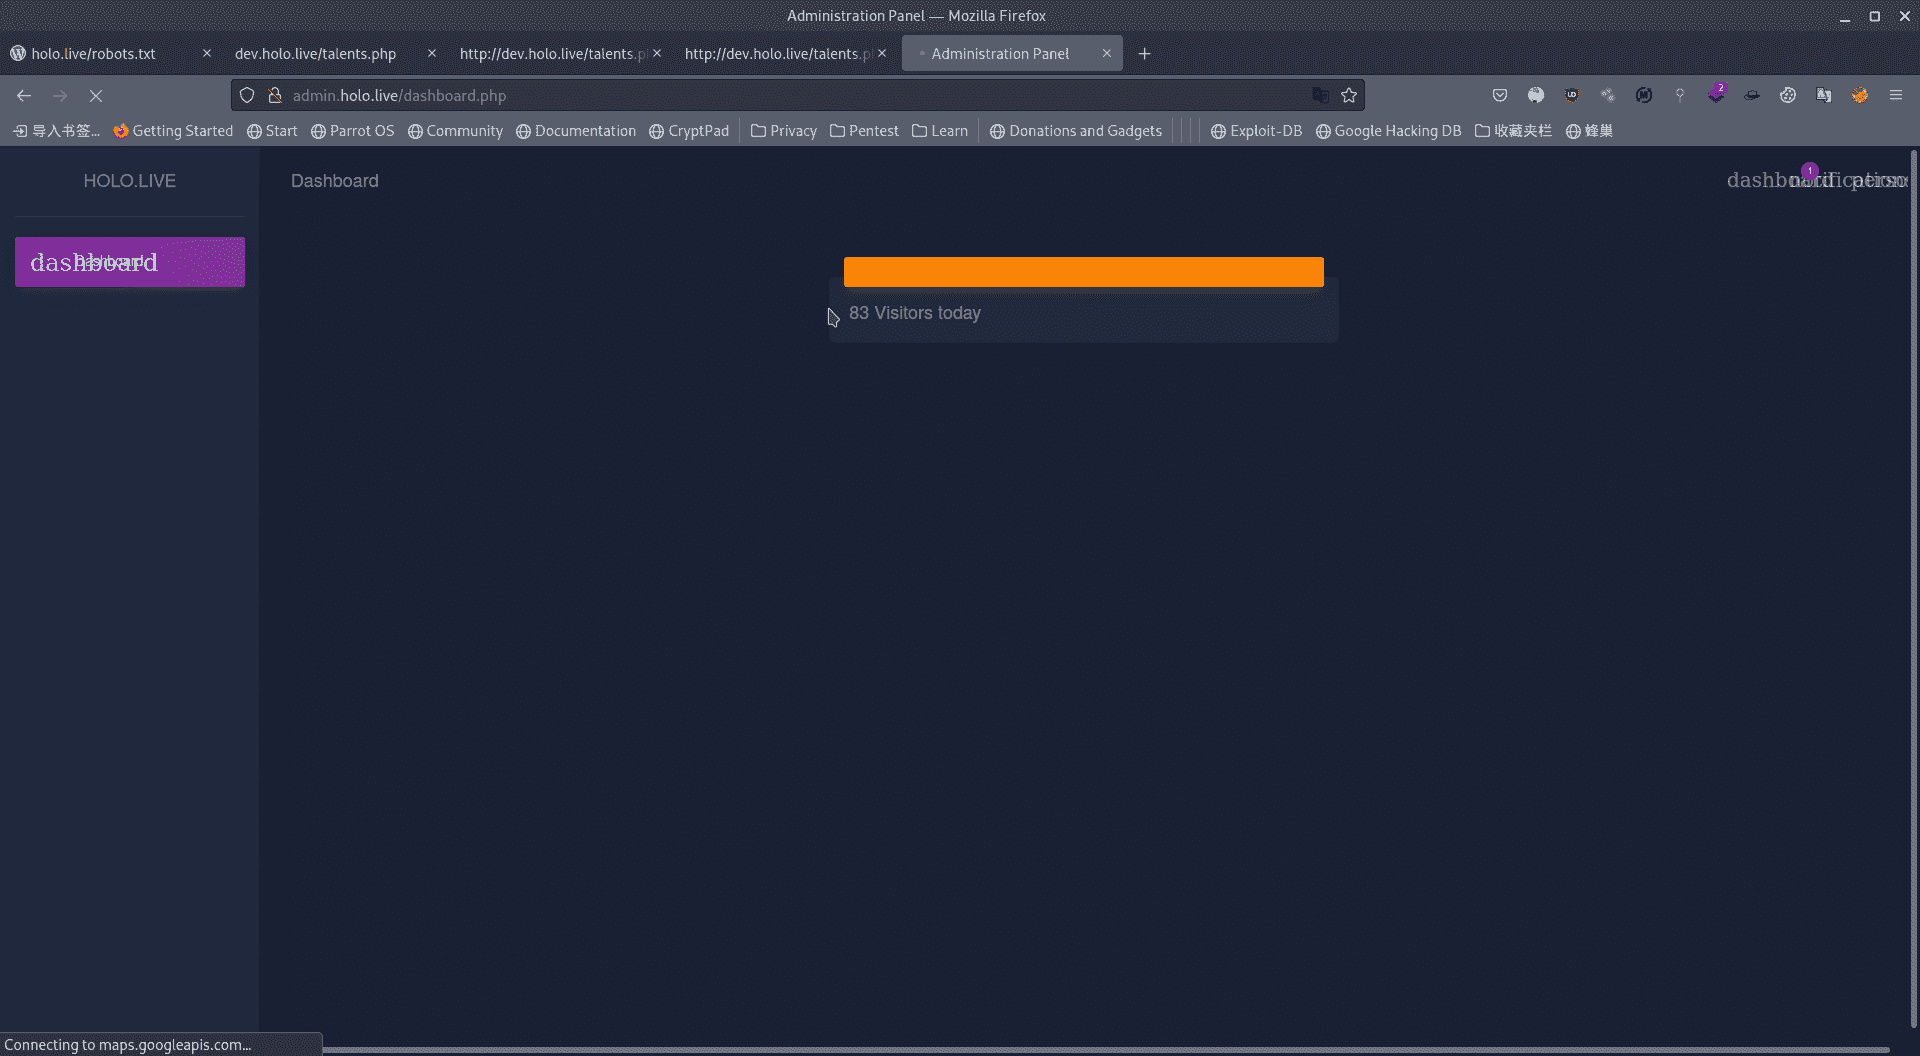 Administration Panel — Mozilla Firefox
holo.live/robots.txt
dev.holo.live/talents.php
http://dev.holo.live/talents.p
http://dev.holo.live/talents.p
Administration Panel
admin.holo.live/dashboard.php
2
导入书签...
Getting Started
Start
Parrot OS
Community
Documentation
CryptPad
Privacy
Pentest
Learn
Donations and Gadgets
Exploit-DB
Google Hacking DB
收藏夹栏
蜂巢
HOLO.LIVE
Dashboard
1
dashboard
notifications
person
dashboard
Dashboard
83 Visitors today
Connecting to maps.googleapis.com...